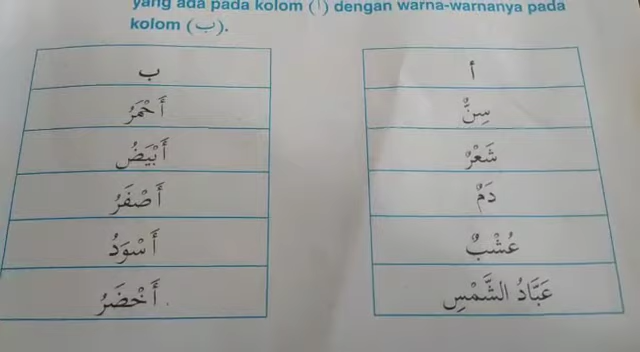 yang ada pada kolom (أ) dengan warna-warnanya pada
kolom (ب).
أ
سِنٌّ
شَعْرٌ
دَمٌ
عُشْبٌ
عَبَّادُ الشَّمْسِ
ب
أَحْمَرُ
أَبْيَضُ
أَصْفَرُ
أَسْوَدُ
أَخْضَرُ